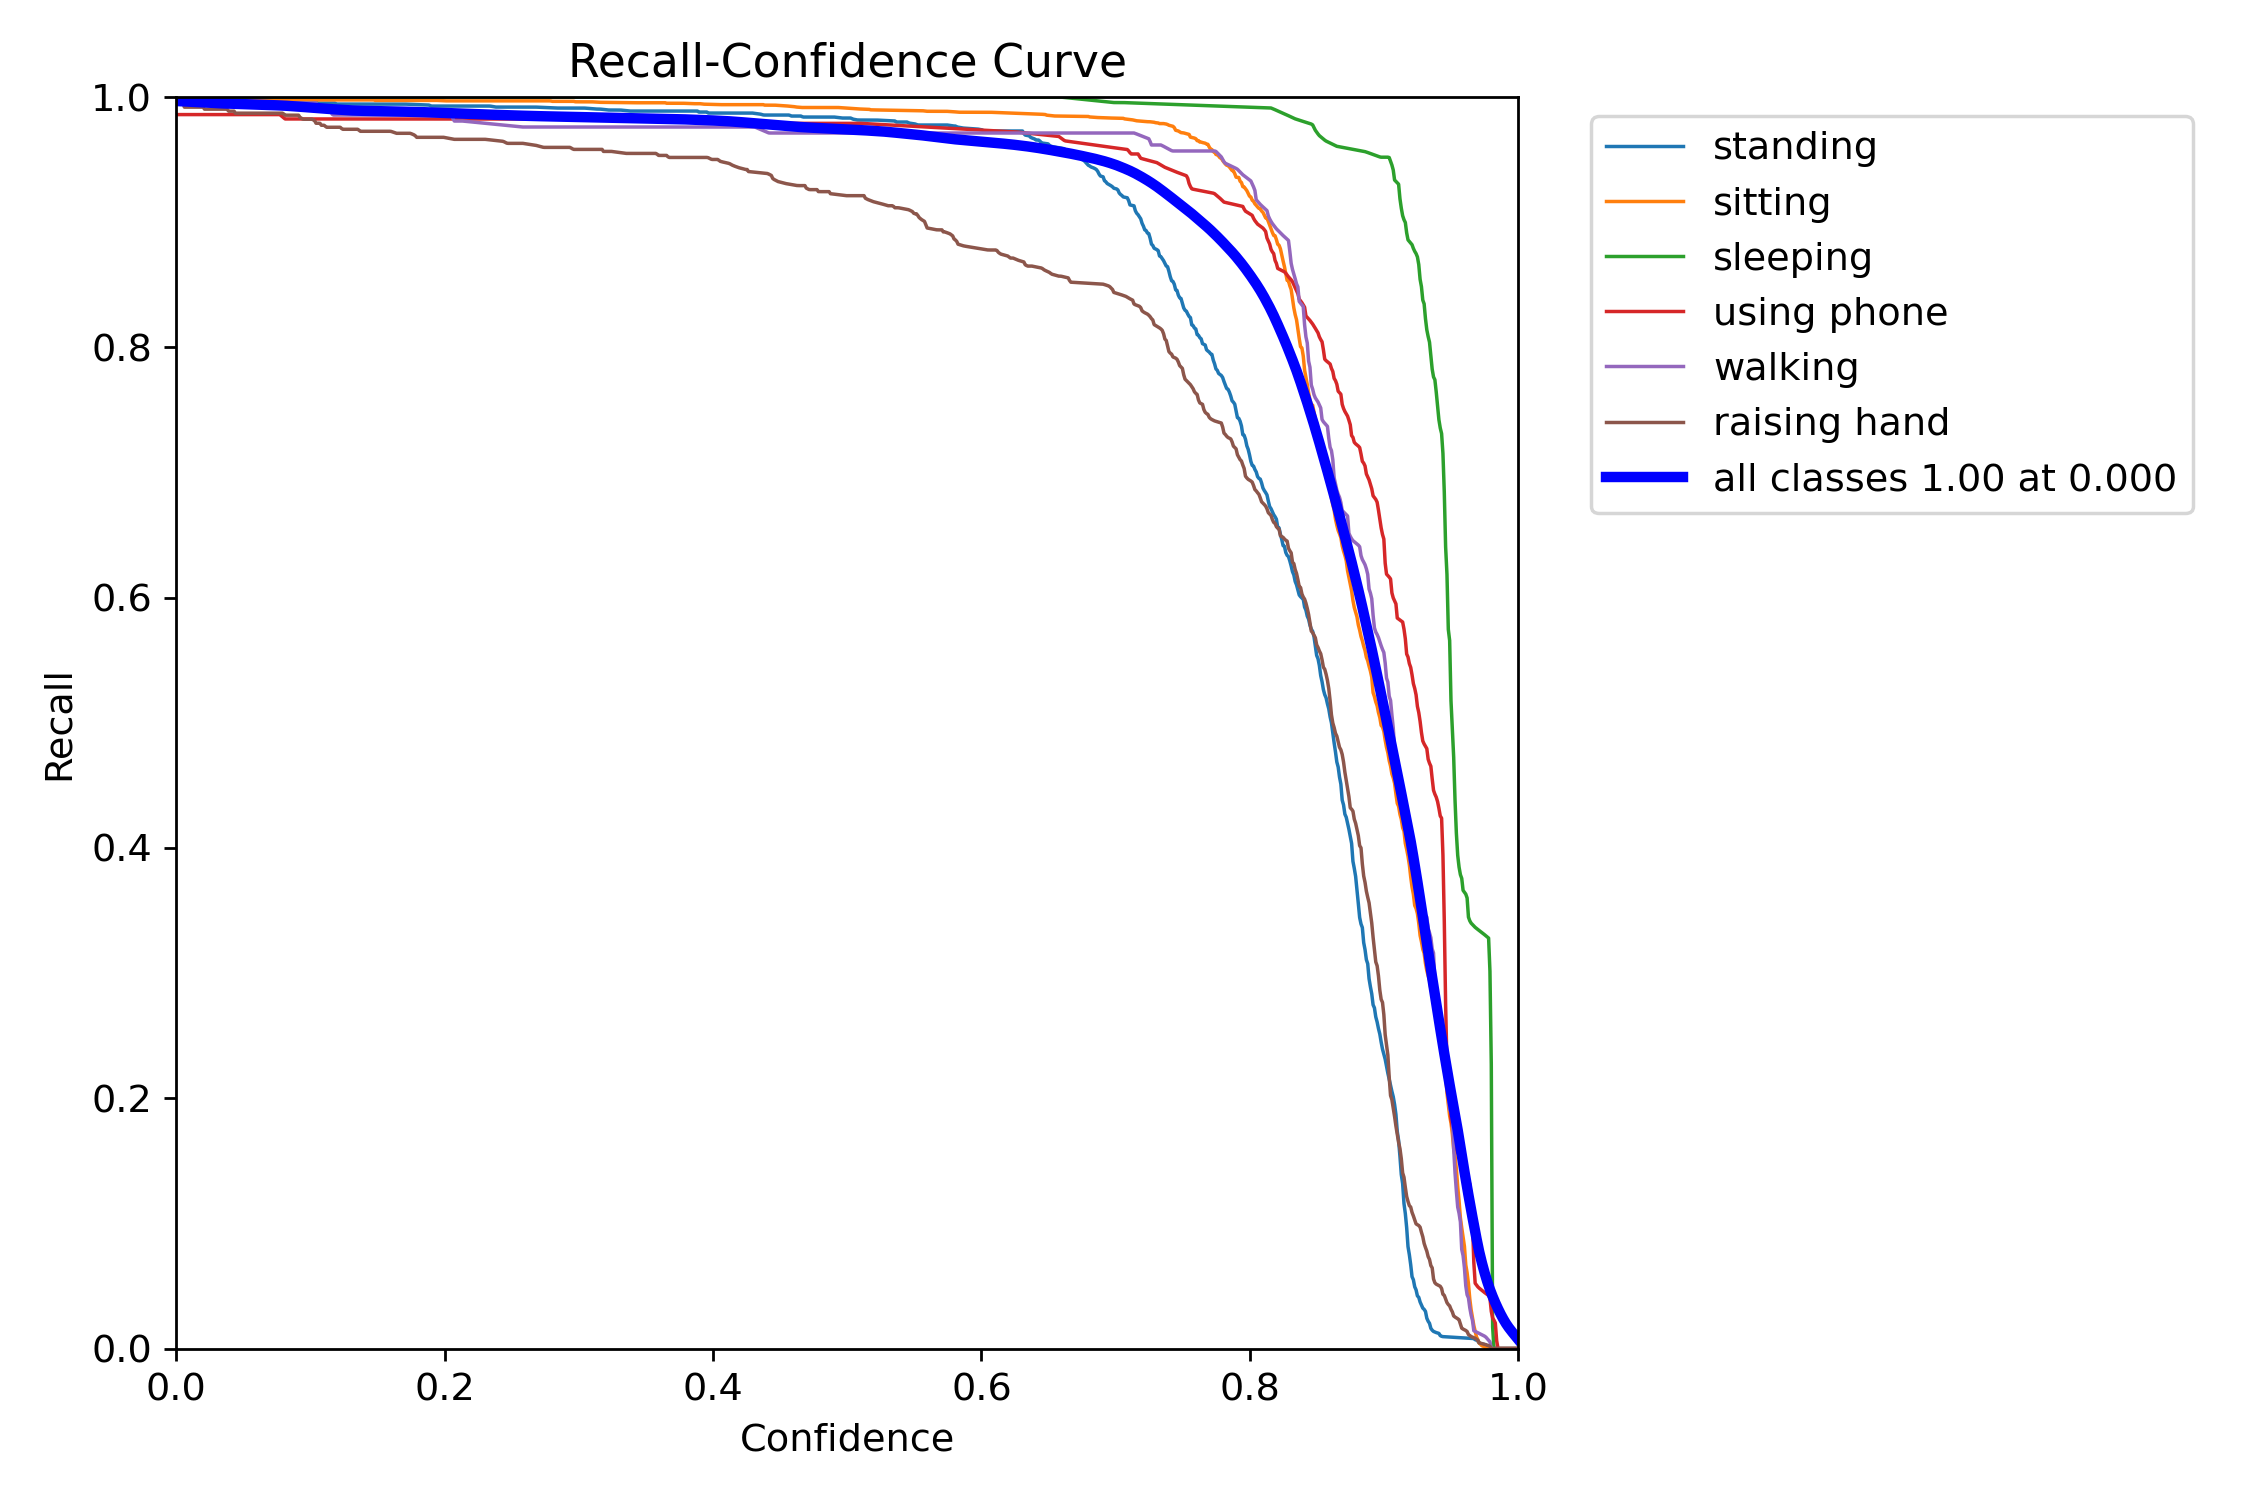 Recall-Confidence Curve
1.0
0.8
0.6
0.4
0.2
0.0
Recall
0.0 0.2 0.4 0.6 0.8 1.0
Confidence
standing
sitting
sleeping
using phone
walking
raising hand
all classes 1.00 at 0.000